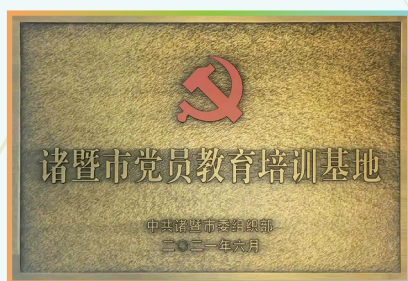 诸暨市党员教育培训基地
中共诸暨市委组织部
二〇二一年六月